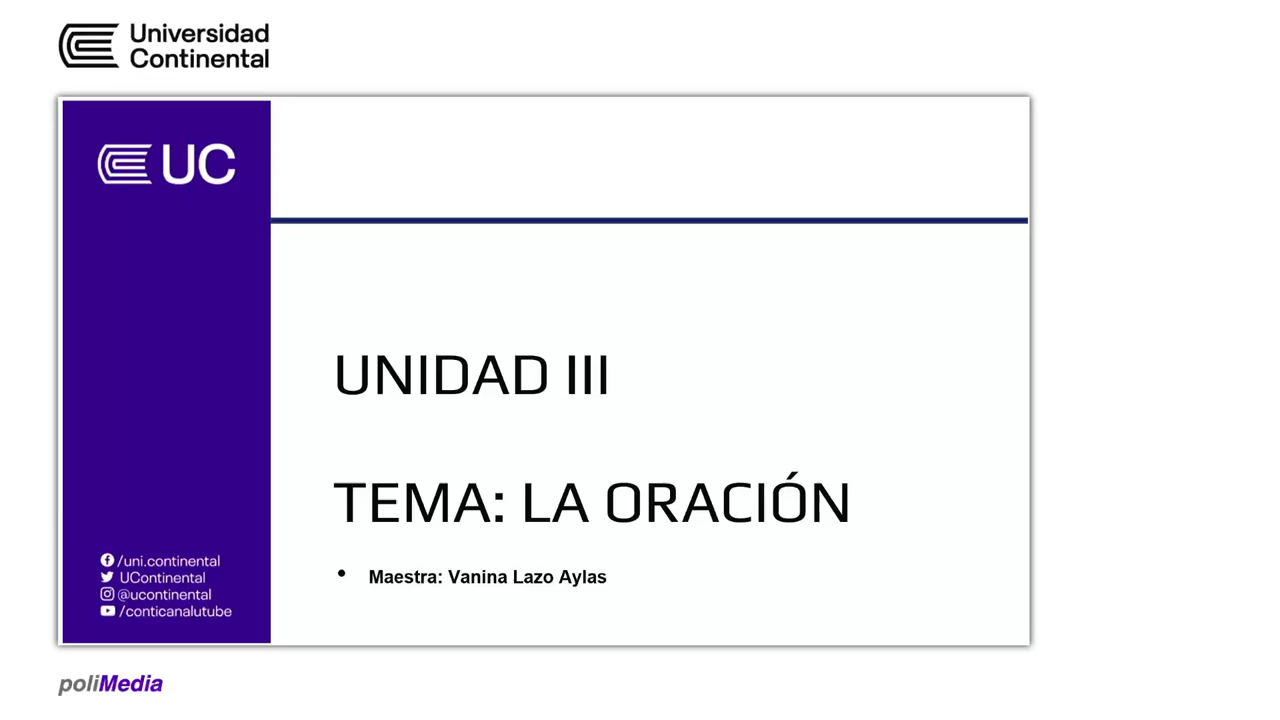 Universidad
Continental
UC
UNIDAD III
TEMA: LA ORACIÓN
• Maestra: Vanina Lazo Aylas
/uni.continental
UContinental
@ucontinental
/conticanalutube
poliMedia